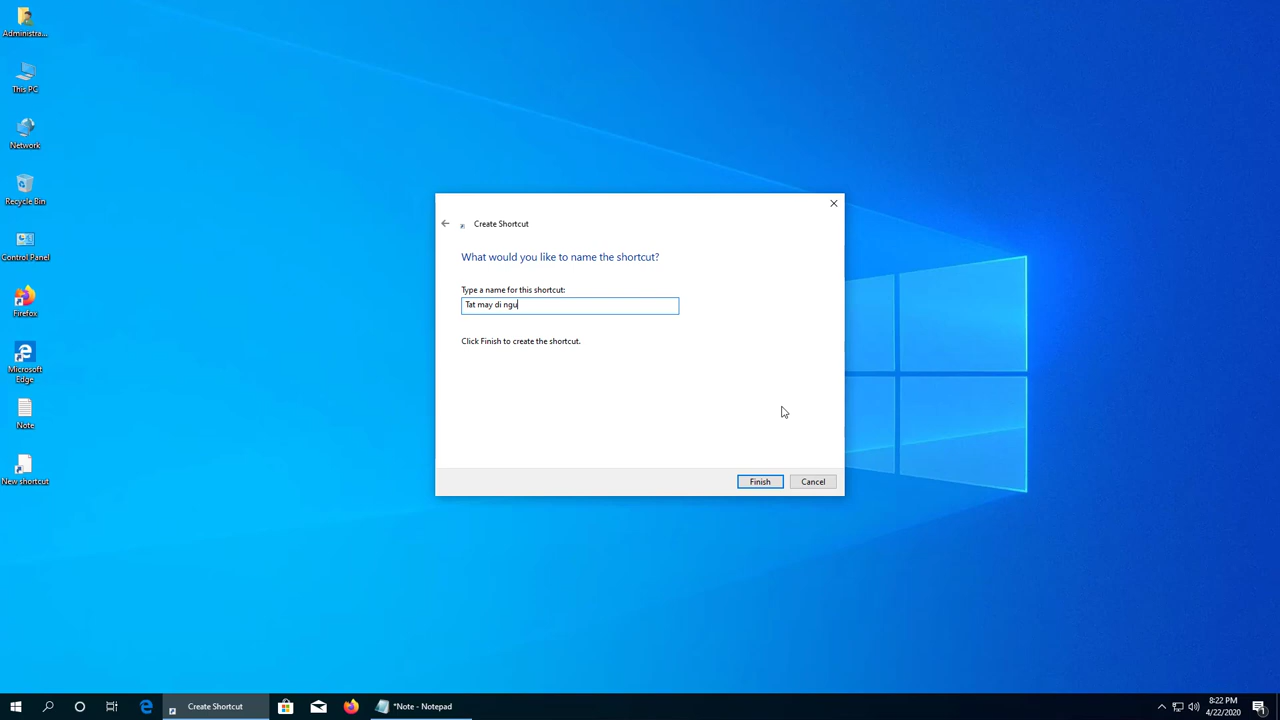 Administra...
This PC
Network
Recycle Bin
Control Panel
Firefox
Microsoft
Edge
Note
New shortcut
Create Shortcut
What would you like to name the shortcut?
Type a name for this shortcut:
Tat may di ngu
Click Finish to create the shortcut.
Finish
Cancel
Create Shortcut
*Note - Notepad
8:22 PM
4/22/2020
1